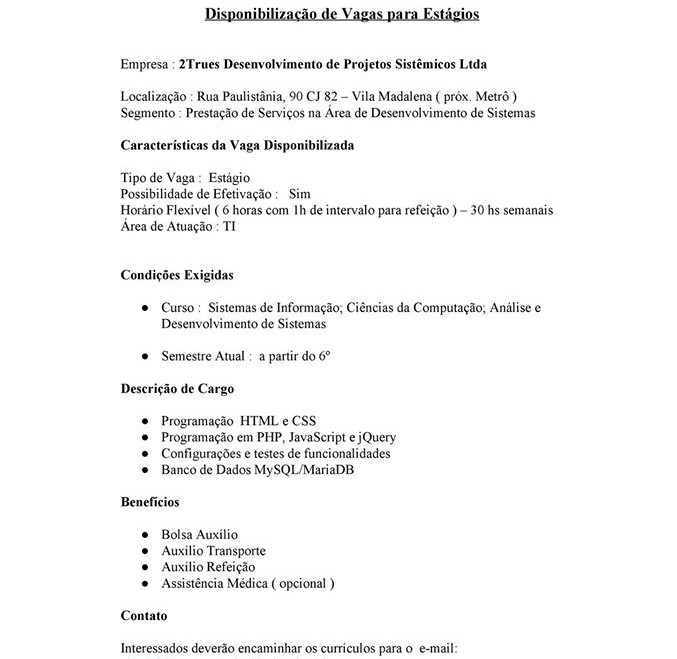 Disponibilização de Vagas para Estágios
Empresa : 2Trues Desenvolvimento de Projetos Sistêmicos Ltda
Localização : Rua Paulistânia, 90 CJ 82 – Vila Madalena ( próx. Metrô )
Segmento : Prestação de Serviços na Área de Desenvolvimento de Sistemas
Características da Vaga Disponibilizada
Tipo de Vaga : Estágio
Possibilidade de Efetivação : Sim
Horário Flexível ( 6 horas com 1h de intervalo para refeição ) – 30 hs semanais
Área de Atuação : TI
Condições Exigidas
● Curso : Sistemas de Informação; Ciências da Computação; Análise e
Desenvolvimento de Sistemas
● Semestre Atual : a partir do 6º
Descrição de Cargo
● Programação HTML e CSS
● Programação em PHP, JavaScript e jQuery
● Configurações e testes de funcionalidades
● Banco de Dados MySQL/MariaDB
Benefícios
● Bolsa Auxílio
● Auxílio Transporte
● Auxílio Refeição
● Assistência Médica ( opcional )
Contato
Interessados deverão encaminhar os currículos para o e-mail: